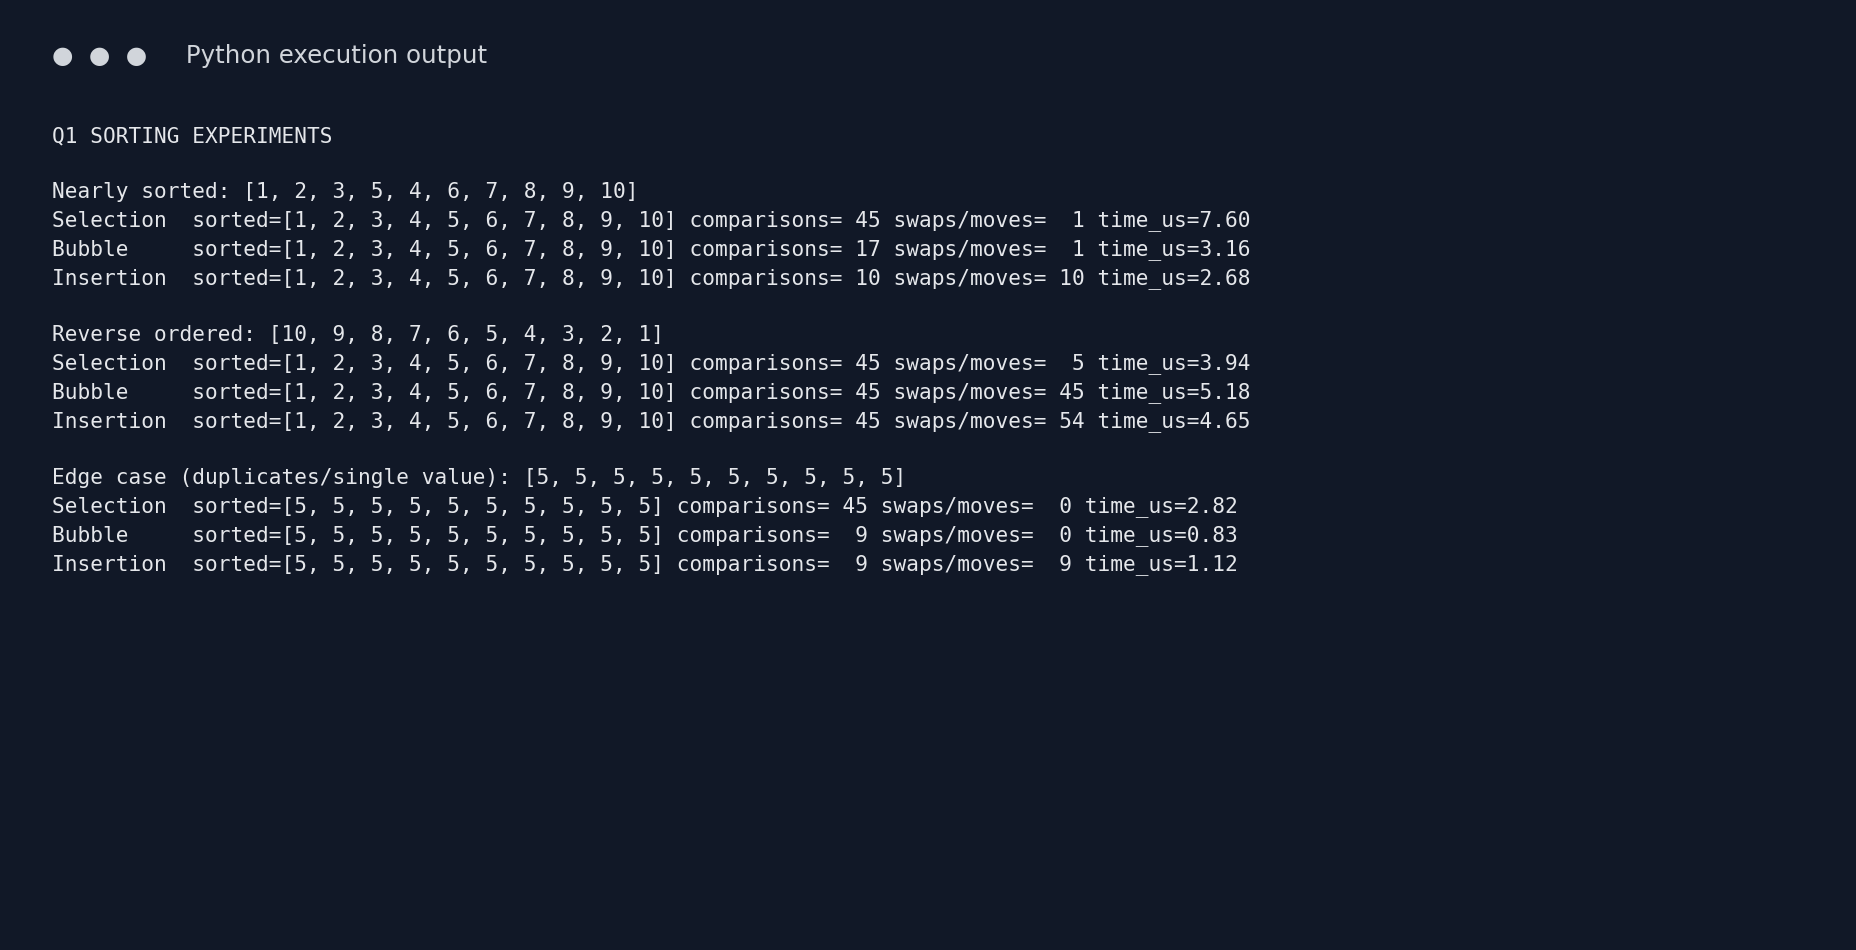 Python execution output
Q1 SORTING EXPERIMENTS
Nearly sorted: [1, 2, 3, 5, 4, 6, 7, 8, 9, 10]
Selection  sorted=[1, 2, 3, 4, 5, 6, 7, 8, 9, 10] comparisons= 45 swaps/moves=  1 time_us=7.60
Bubble     sorted=[1, 2, 3, 4, 5, 6, 7, 8, 9, 10] comparisons= 17 swaps/moves=  1 time_us=3.16
Insertion  sorted=[1, 2, 3, 4, 5, 6, 7, 8, 9, 10] comparisons= 10 swaps/moves= 10 time_us=2.68
Reverse ordered: [10, 9, 8, 7, 6, 5, 4, 3, 2, 1]
Selection  sorted=[1, 2, 3, 4, 5, 6, 7, 8, 9, 10] comparisons= 45 swaps/moves=  5 time_us=3.94
Bubble     sorted=[1, 2, 3, 4, 5, 6, 7, 8, 9, 10] comparisons= 45 swaps/moves= 45 time_us=5.18
Insertion  sorted=[1, 2, 3, 4, 5, 6, 7, 8, 9, 10] comparisons= 45 swaps/moves= 54 time_us=4.65
Edge case (duplicates/single value): [5, 5, 5, 5, 5, 5, 5, 5, 5, 5]
Selection  sorted=[5, 5, 5, 5, 5, 5, 5, 5, 5, 5] comparisons= 45 swaps/moves=  0 time_us=2.82
Bubble     sorted=[5, 5, 5, 5, 5, 5, 5, 5, 5, 5] comparisons=  9 swaps/moves=  0 time_us=0.83
Insertion  sorted=[5, 5, 5, 5, 5, 5, 5, 5, 5, 5] comparisons=  9 swaps/moves=  9 time_us=1.12